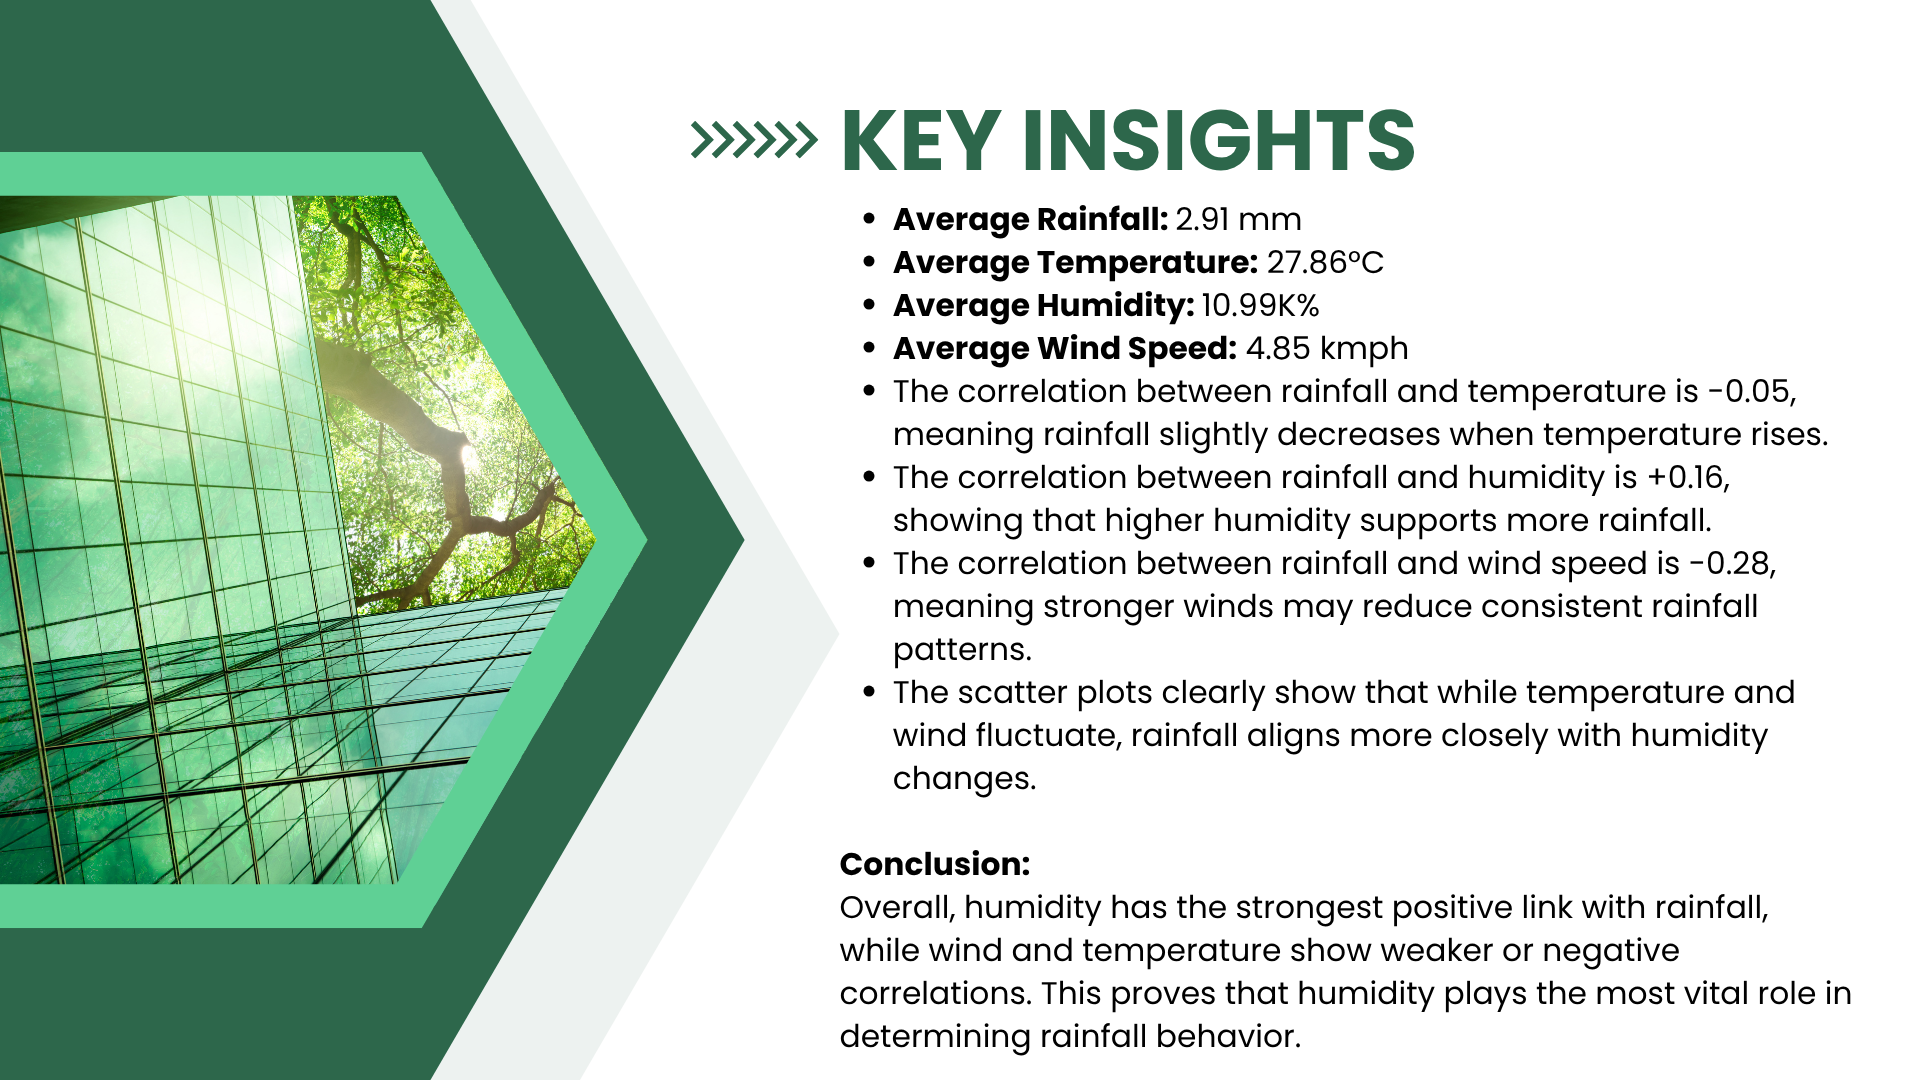 KEY INSIGHTS
• Average Rainfall: 2.91 mm
• Average Temperature: 27.86°C
• Average Humidity: 10.99K%
• Average Wind Speed: 4.85 kmph
• The correlation between rainfall and temperature is -0.05,
meaning rainfall slightly decreases when temperature rises.
• The correlation between rainfall and humidity is +0.16,
showing that higher humidity supports more rainfall.
• The correlation between rainfall and wind speed is -0.28,
meaning stronger winds may reduce consistent rainfall
patterns.
• The scatter plots clearly show that while temperature and
wind fluctuate, rainfall aligns more closely with humidity
changes.
Conclusion:
Overall, humidity has the strongest positive link with rainfall,
while wind and temperature show weaker or negative
correlations. This proves that humidity plays the most vital role in
determining rainfall behavior.